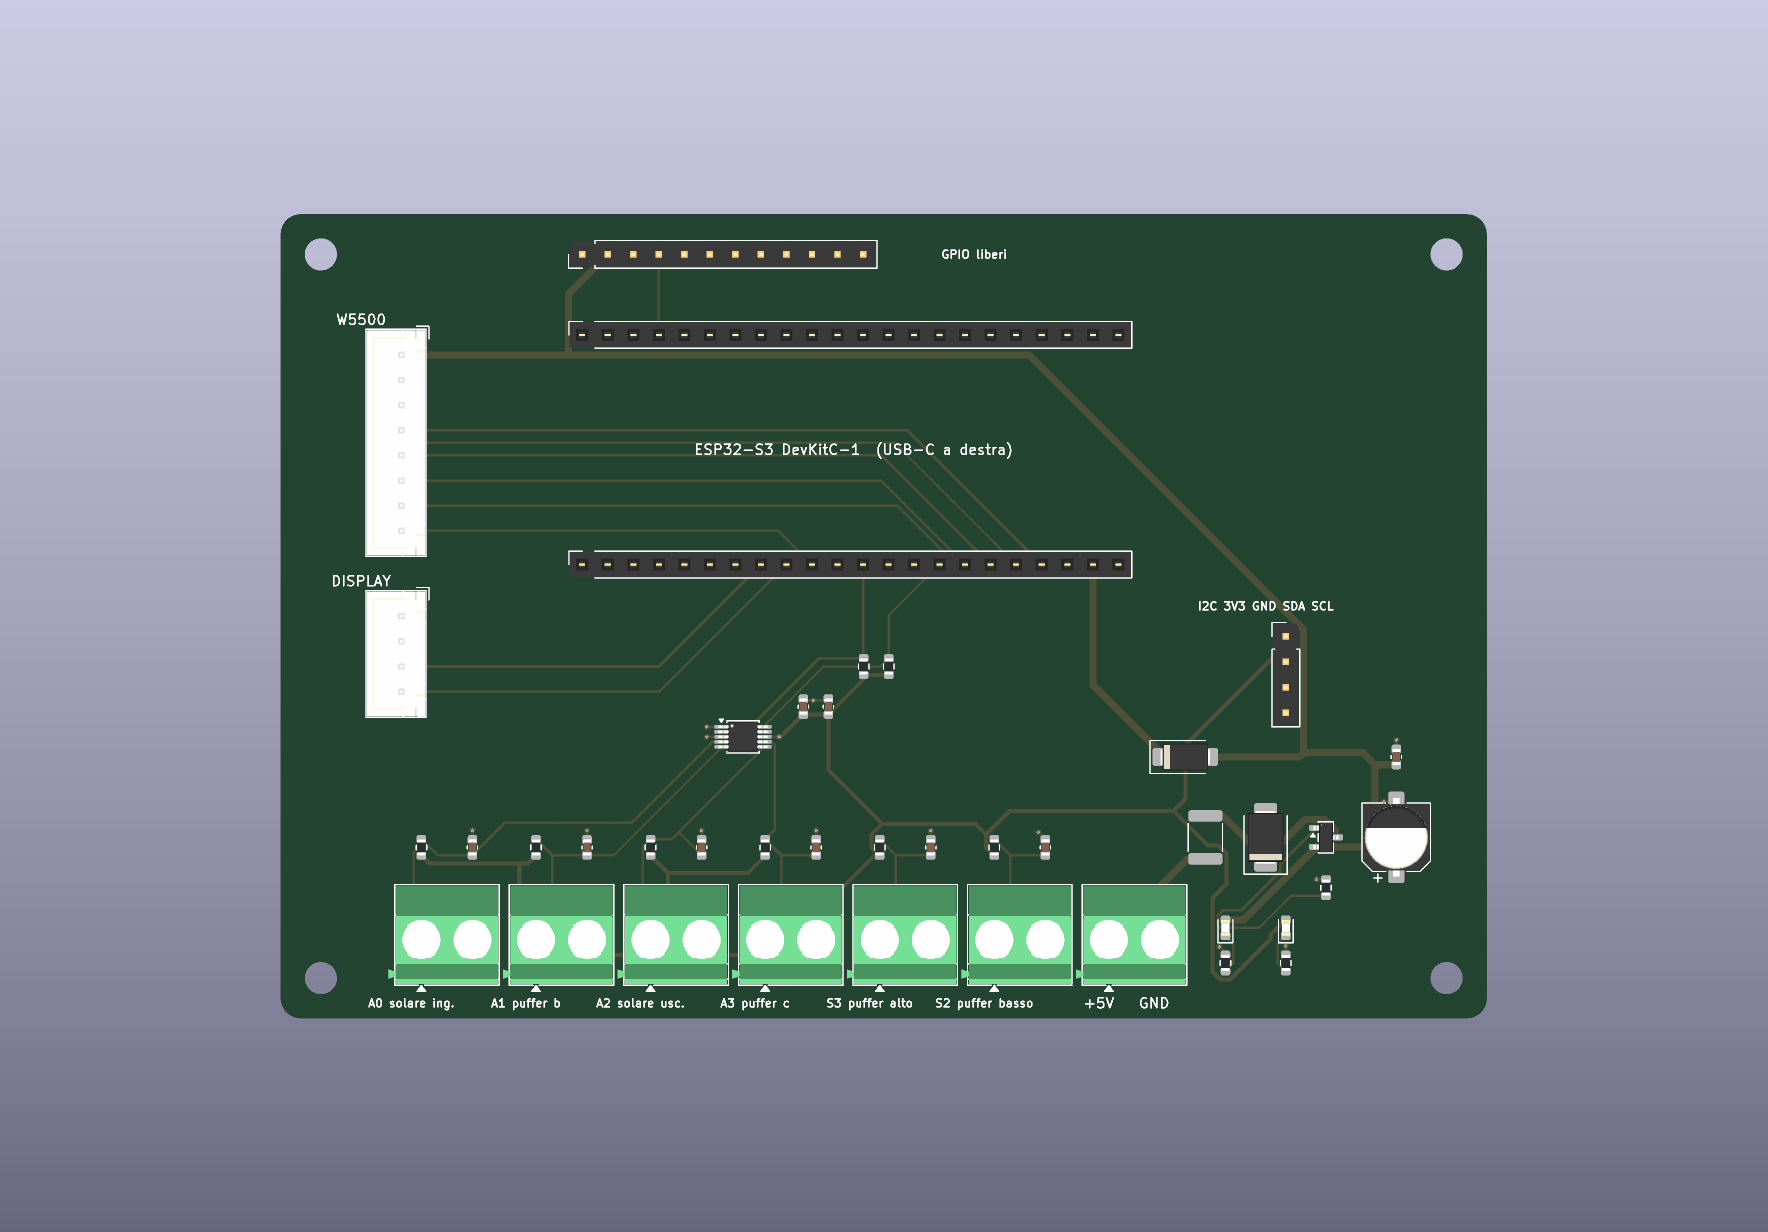 GPIO liberi
W5500
ESP32-S3 DevKitC-1 (USB-C a destra)
DISPLAY
I2C 3V3 GND SDA SCL
+
A0 solare ing.
A1 puffer b
A2 solare usc.
A3 puffer c
S3 puffer alto
S2 puffer basso
+5V
GND